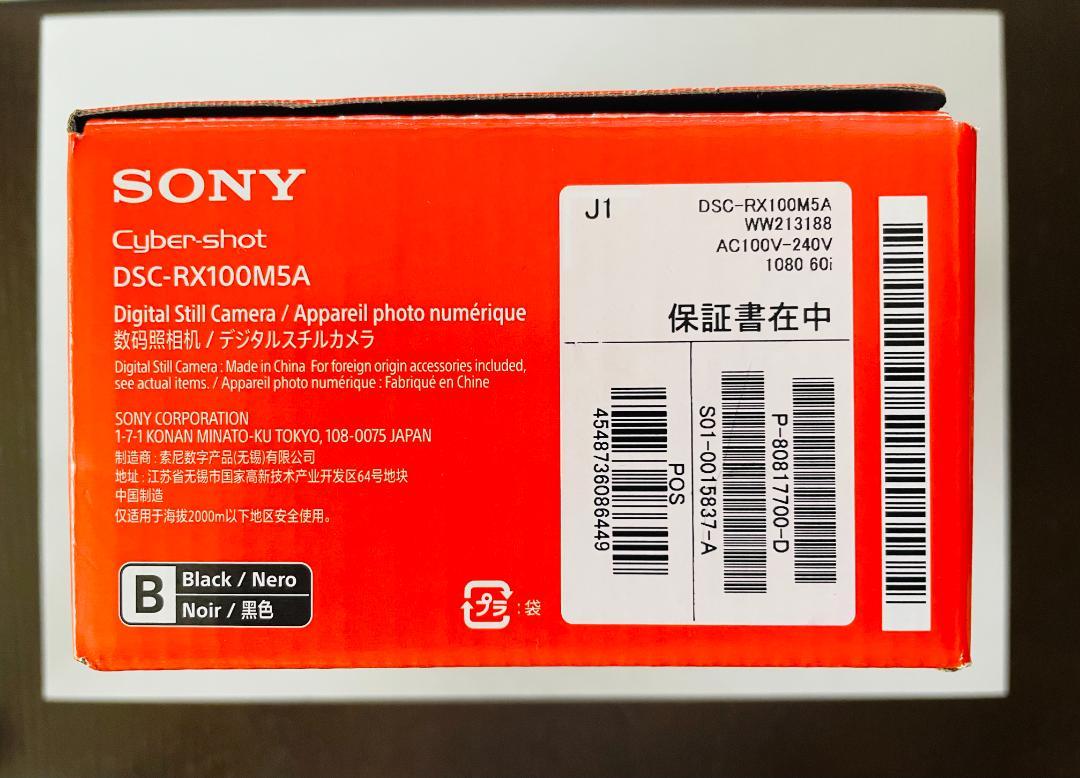 SONY
Cyber-shot
DSC-RX100M5A
Digital Still Camera / Appareil photo numérique
数码照相机 / デジタルスチルカメラ
Digital Still Camera : Made in China For foreign origin accessories included,
see actual items. / Appareil photo numérique : Fabriqué en Chine
SONY CORPORATION
1-7-1 KONAN MINATO-KU TOKYO, 108-0075 JAPAN
制造商 : 索尼数字产品(无锡)有限公司
地址 : 江苏省无锡市国家高新技术产业开发区64号地块
中国制造
仅适用于海拔2000m以下地区安全使用。
B
Black / Nero
Noir / 黑色
プラ : 袋
J1
DSC-RX100M5A
WW213188
AC100V-240V
1080 60i
保証書在中
4548736086449
POS
S01-0015837-A
P-80817700-D